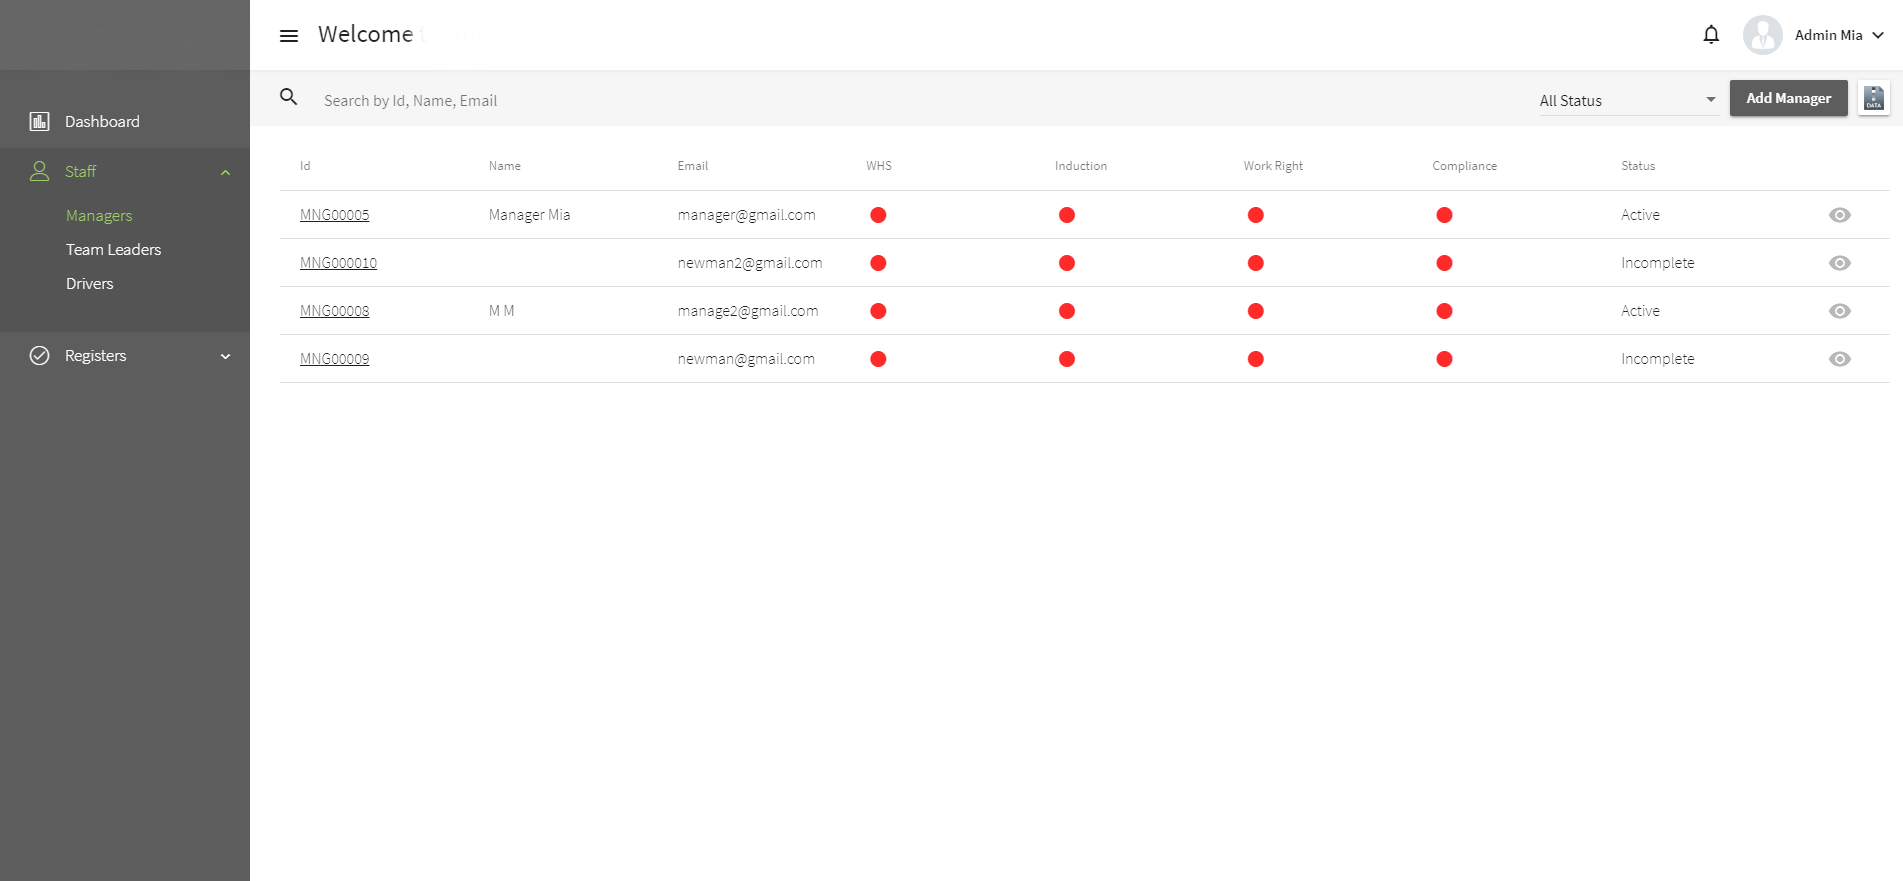 Welcome
Admin Mia
Dashboard
Staff
Managers
Team Leaders
Drivers
Registers
Search by Id, Name, Email
All Status
Add Manager
DATA
Id Name Email WHS Induction Work Right Compliance Status
MNG00005 Manager Mia manager@gmail.com Active
MNG000010 newman2@gmail.com Incomplete
MNG00008 M M manage2@gmail.com Active
MNG00009 newman@gmail.com Incomplete